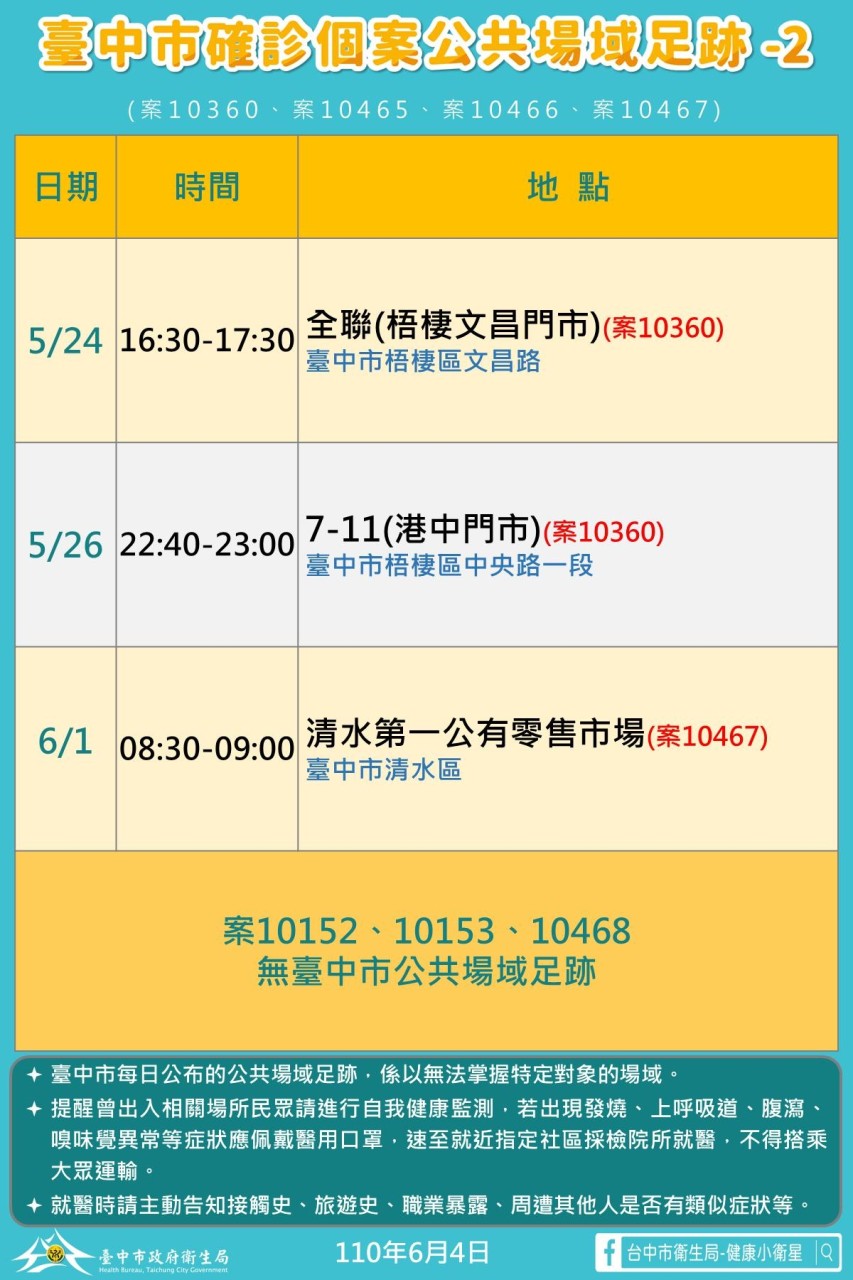 臺中市確診個案公共場域足跡 -2
(案10360、案10465、案10466、案10467)
日期 時間 地 點
5/24 16:30-17:30 全聯(梧棲文昌門市)(案10360)
臺中市梧棲區文昌路
5/26 22:40-23:00 7-11(港中門市)(案10360)
臺中市梧棲區中央路一段
6/1 08:30-09:00 清水第一公有零售市場(案10467)
臺中市清水區
案10152、10153、10468
無臺中市公共場域足跡
臺中市每日公布的公共場域足跡，係以無法掌握特定對象的場域。
提醒曾出入相關場所民眾請進行自我健康監測，若出現發燒、上呼吸道、腹瀉、
嗅味覺異常等症狀應佩戴醫用口罩，速至就近指定社區採檢院所就醫，不得搭乘
大眾運輸。
就醫時請主動告知接觸史、旅遊史、職業暴露、周遭其他人是否有類似症狀等。
臺中市政府衛生局
Health Bureau, Taichung City Government
110年6月4日
台中市衛生局-健康小衛星